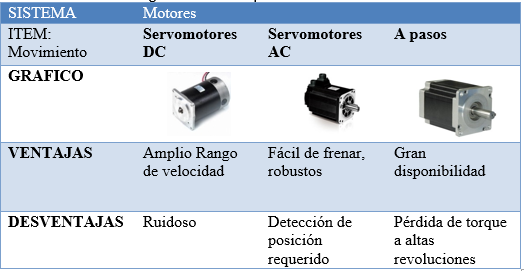 SISTEMA Motores
ITEM: Servomotores Servomotores A pasos
Movimiento DC AC
GRAFICO
VENTAJAS Amplio Rango Fácil de frenar, Gran
de velocidad robustos disponibilidad
DESVENTAJAS Ruidoso Detección de Pérdida de torque
posición a altas
requerido revoluciones